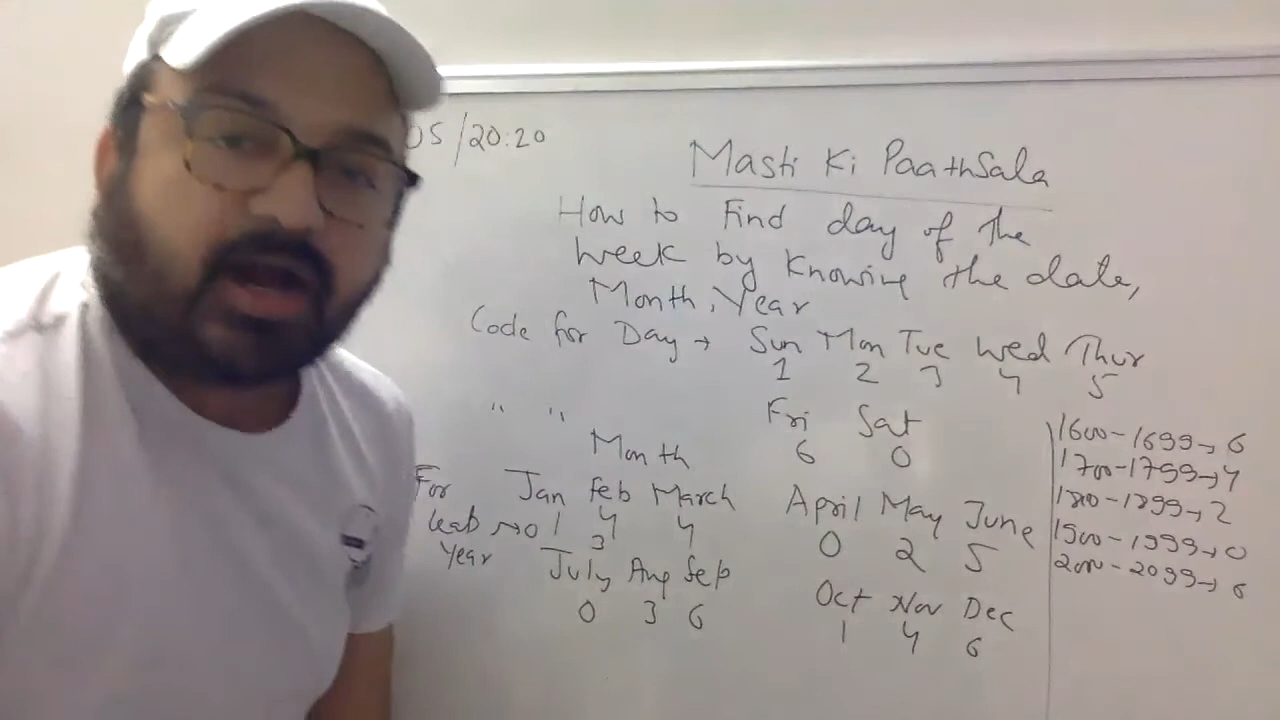 05/20:20
Masti Ki PaathSala
How to Find day of the
week by Knowing the date,
Month, Year
Code for Day → Sun Mon Tue Wed Thur
1 2 3 4 5
Fri Sat
6 0
" " Month
For leab Year → 0 3
Jan Feb March April May June
1 4 4 0 2 5
July Aug Sep Oct Nov Dec
0 3 6 1 4 6
1600-1699→ 6
1700-1799→4
1800-1899→2
1900-1999→0
2000-2099→6